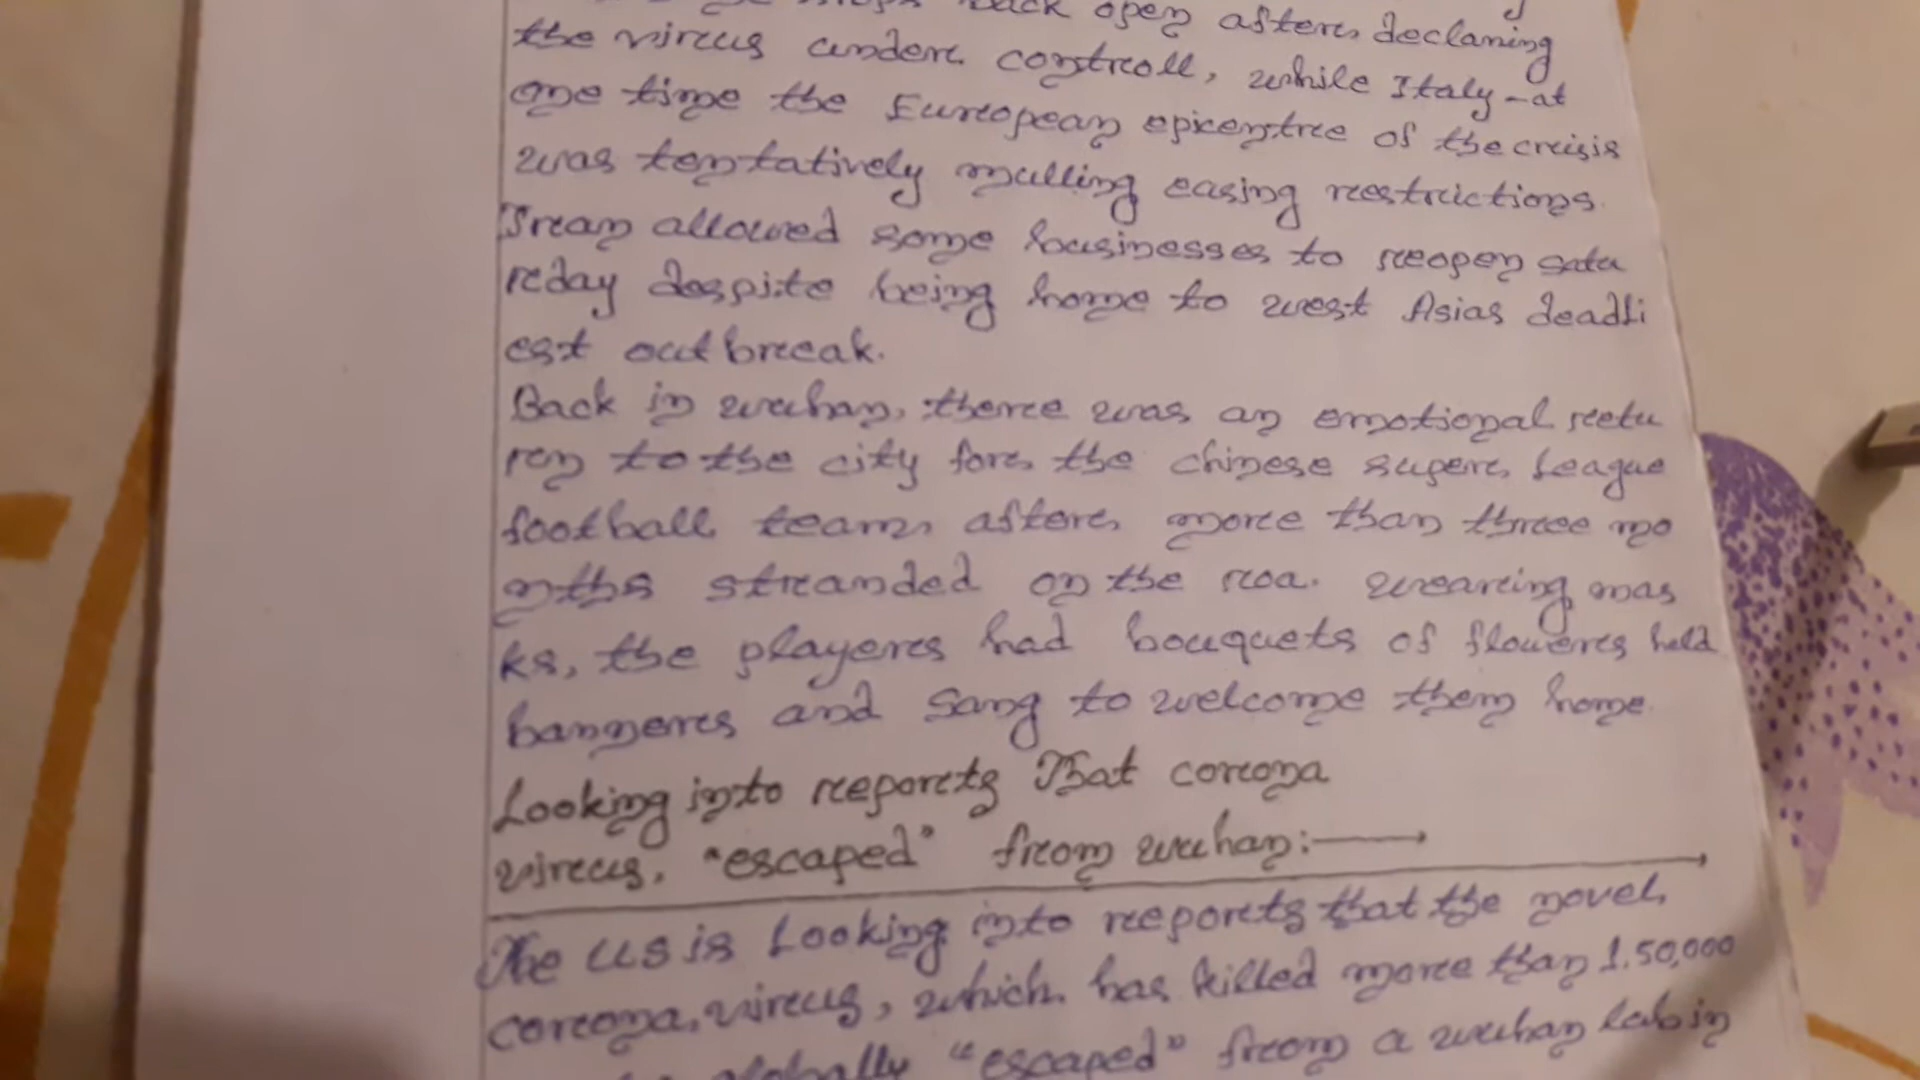 back open after declaring
the virus under controll, while Italy - at
one time the European epicentre of the crisis
was tentatively mulling easing restrictions.
Iran allowed some businesses to reopen satu
rday despite being home to west Asias deadli
est outbreak.
Back in wuhan, there was an emotional retu
rn to the city for the chinese super league
football team after more than three mo
nths stranded on the roa. wearing mas
ks, the players had bouquets of flowers held
banners and sang to welcome them home.
Looking into reports That corona
virus, "escaped" from wuhan:
The US is Looking into reports that the novel
corona, virus, which has killed more than 1.50,000
globally "escaped" from a wuhan lab in